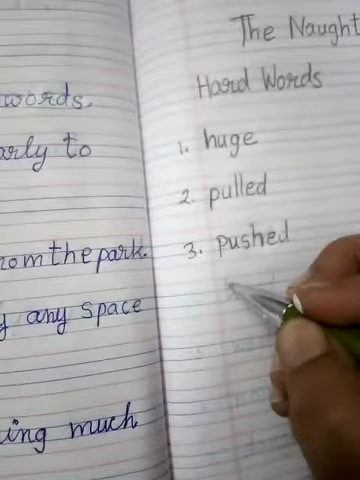 words.
arly to
rom the park.
y any space
ing much
The Naught
Hard Words
1. huge
2. pulled
3. pushed